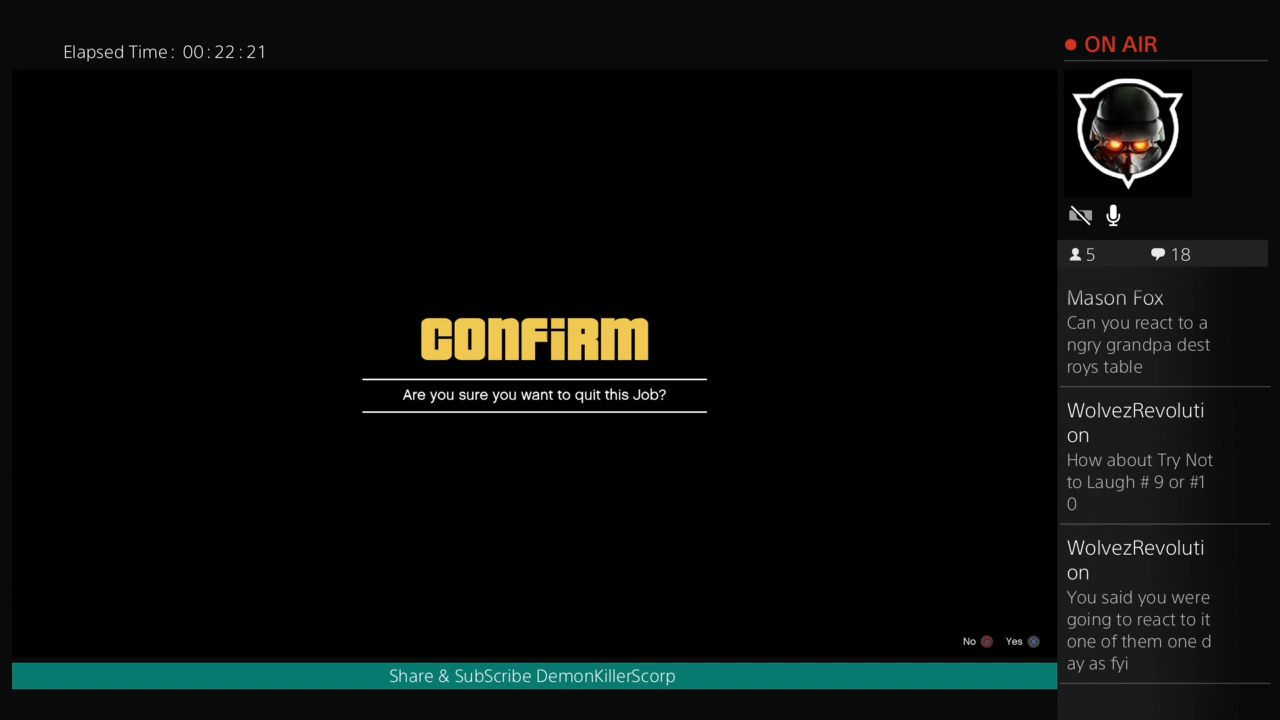 Elapsed Time: 00:22:21
ON AIR
5 18
Mason Fox
Can you react to a
ngry grandpa dest
roys table
WolvezRevoluti
on
How about Try Not
to Laugh # 9 or #1
0
WolvezRevoluti
on
You said you were
going to react to it
one of them one d
ay as fyi
CONFiRM
Are you sure you want to quit this Job?
No Yes
Share & SubScribe DemonKillerScorp